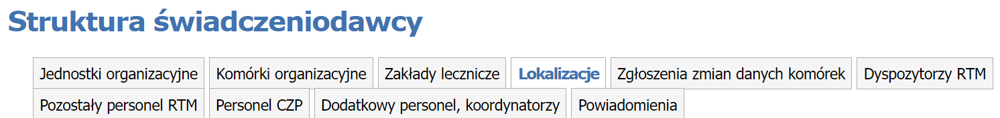 Struktura świadczeniodawcy
Jednostki organizacyjne Komórki organizacyjne Zakłady lecznicze Lokalizacje Zgłoszenia zmian danych komórek Dyspozytorzy RTM
Pozostały personel RTM Personel CZP Dodatkowy personel, koordynatorzy Powiadomienia